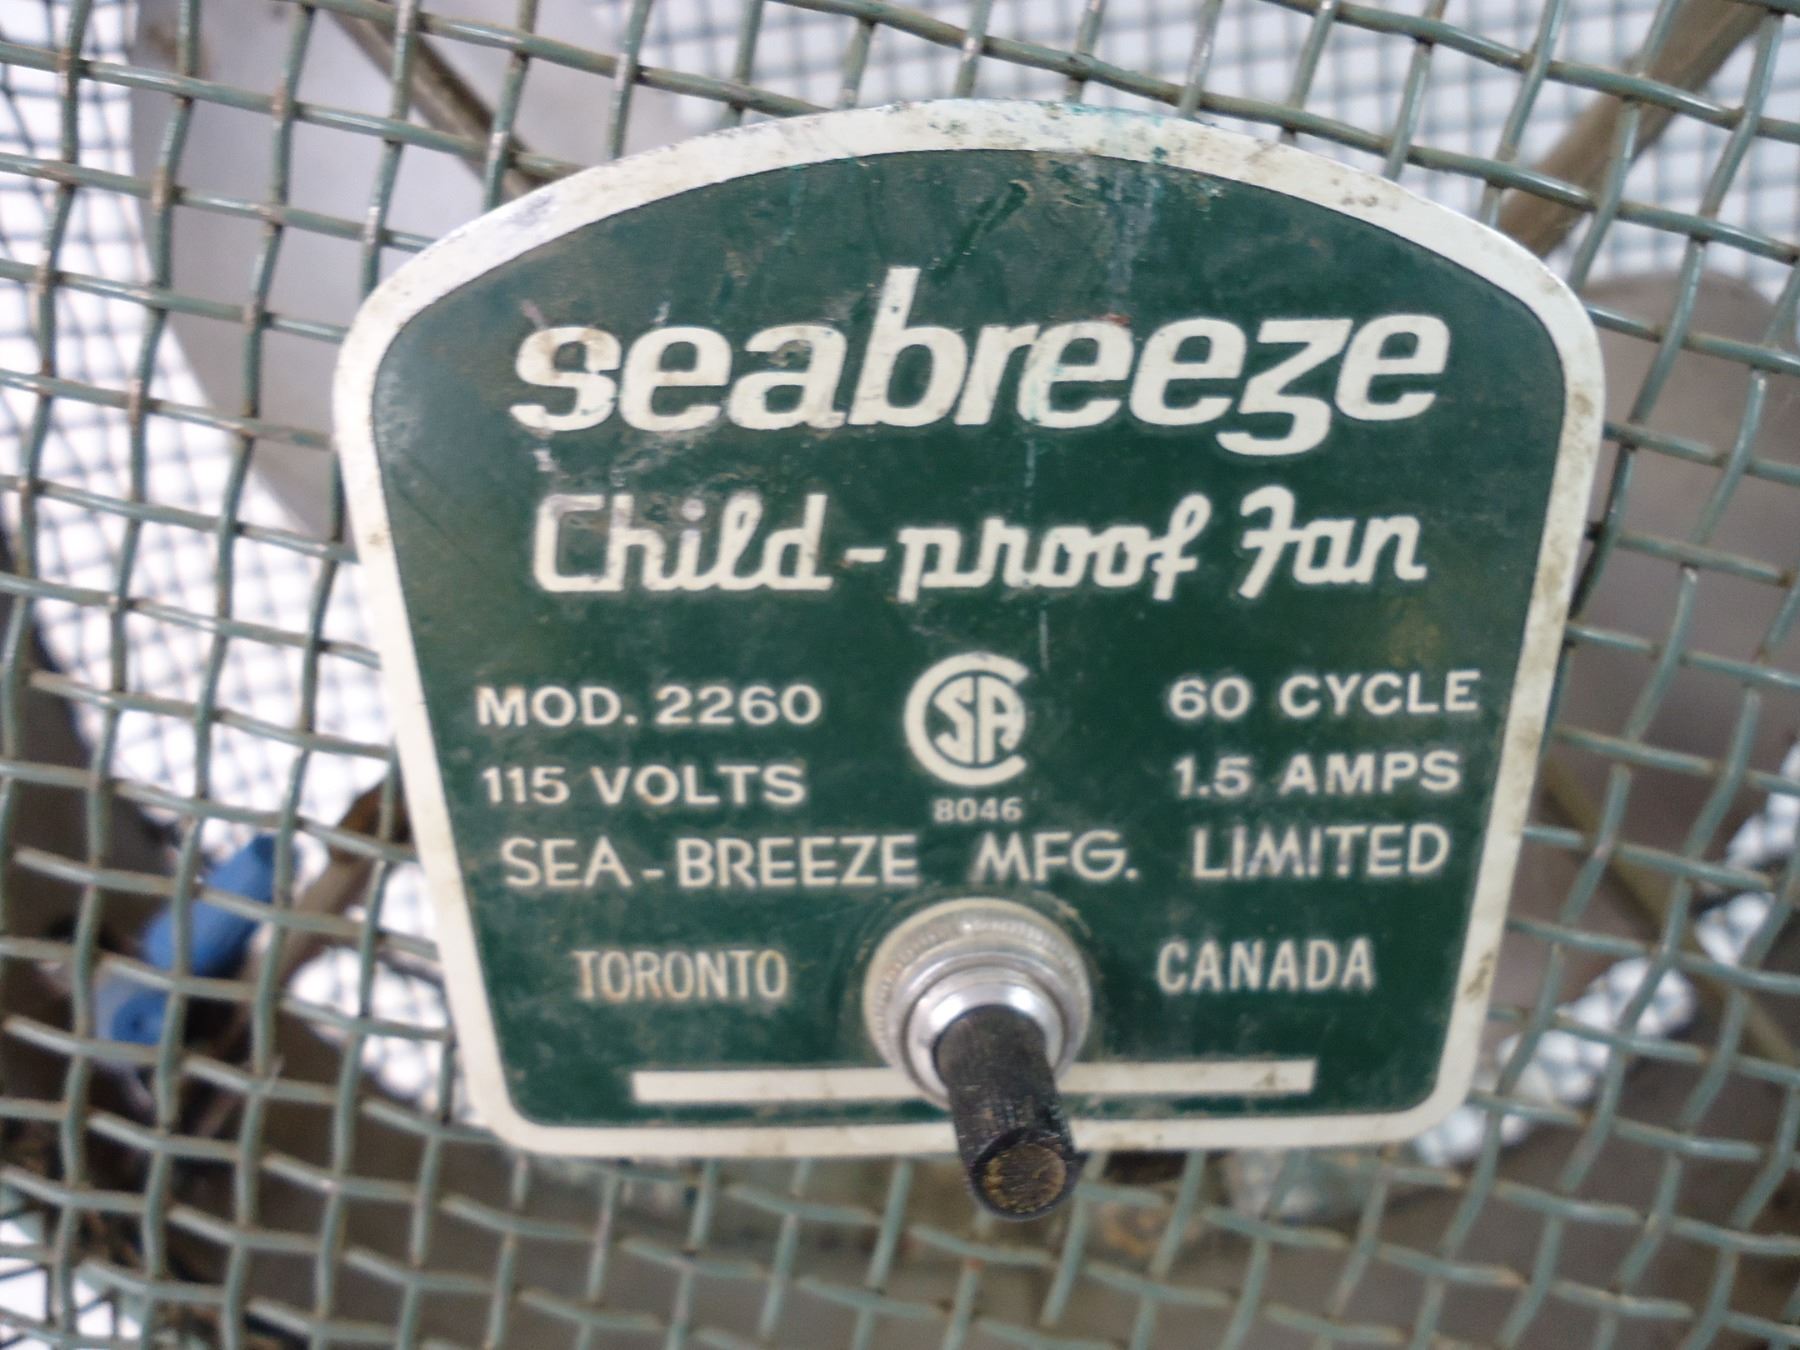 seabreeze
Child-proof Fan
MOD. 2260 CSA 60 CYCLE
115 VOLTS 8046 1.5 AMPS
SEA-BREEZE MFG. LIMITED
TORONTO CANADA